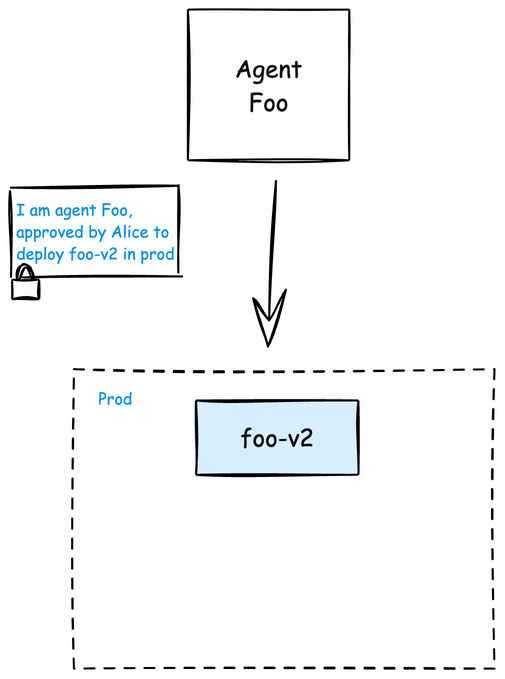 Agent
Foo
I am agent Foo,
approved by Alice to
deploy foo-v2 in prod
Prod
foo-v2